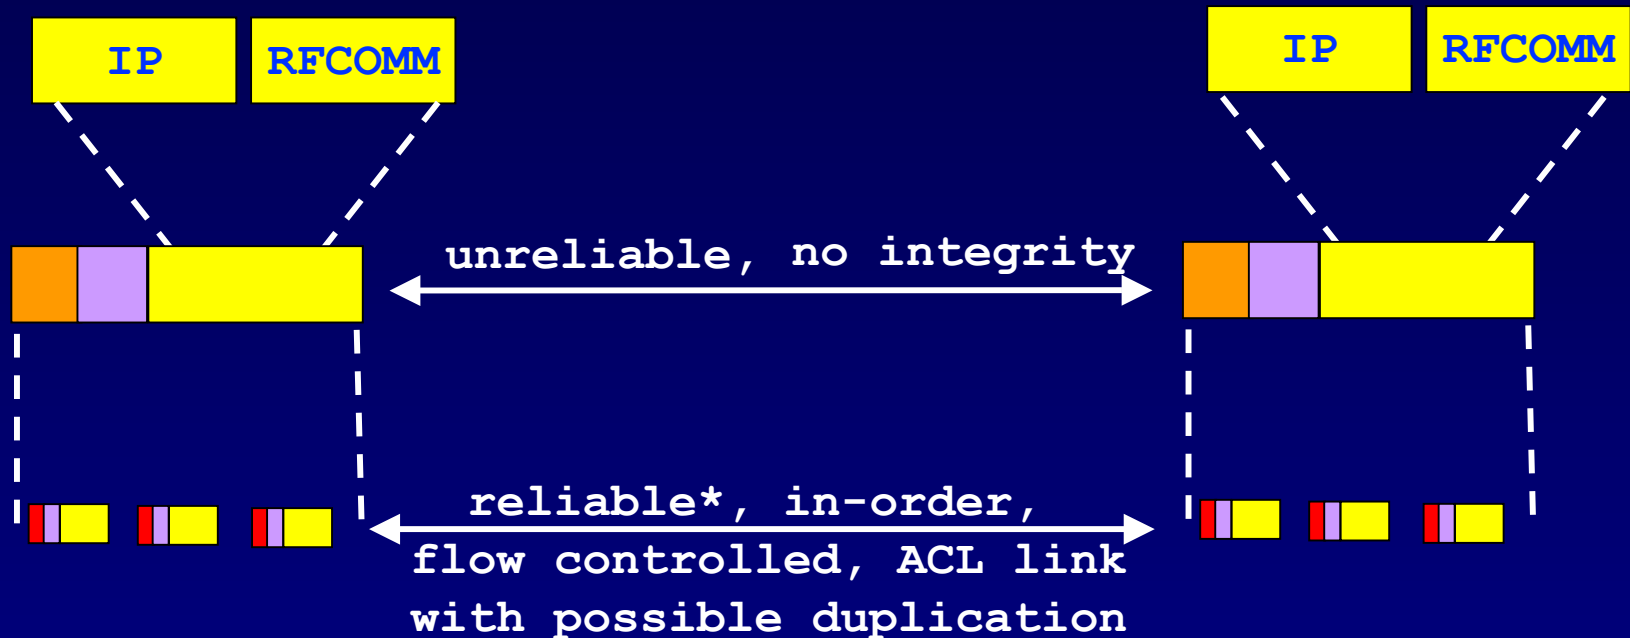 IP RFCOMM IP RFCOMM
unreliable, no integrity
reliable*, in-order,
flow controlled, ACL link
with possible duplication